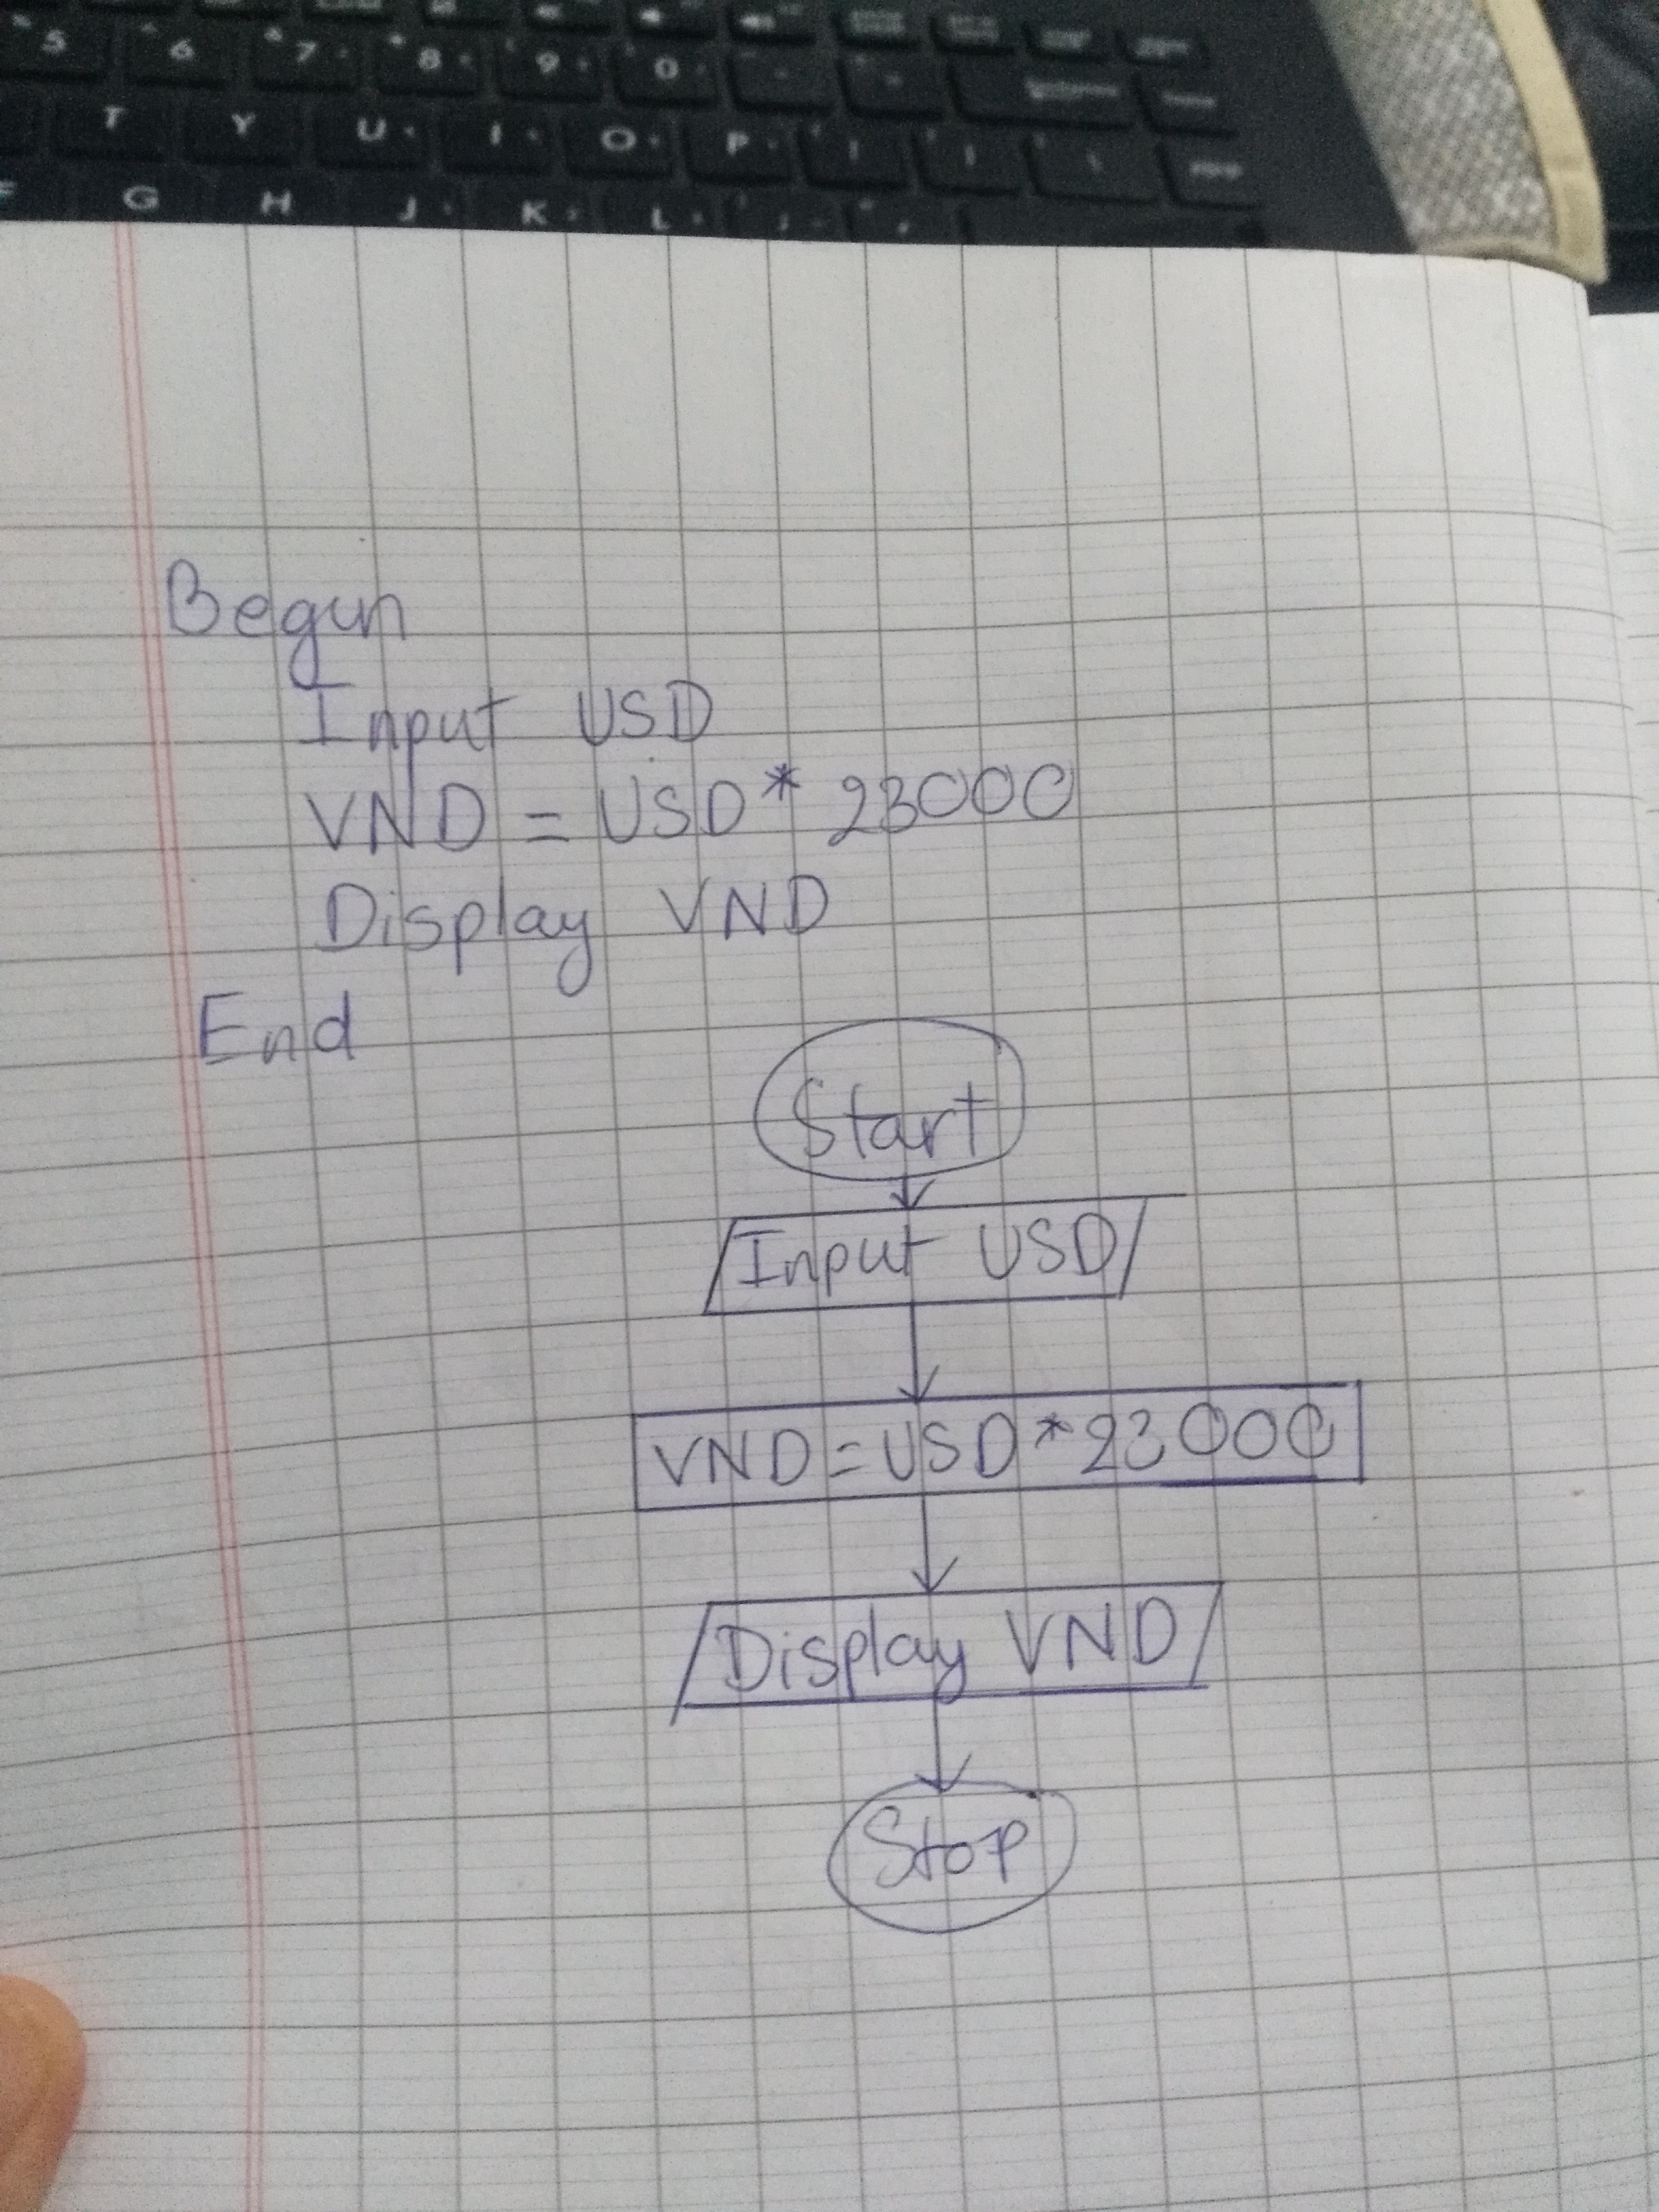 5 6 7 8 9 0
T Y U I O P
G H J K L
Begin
Input USD
VND = USD * 23000
Display VND
End
Start
Input USD
VND = USD * 23000
Display VND
Stop